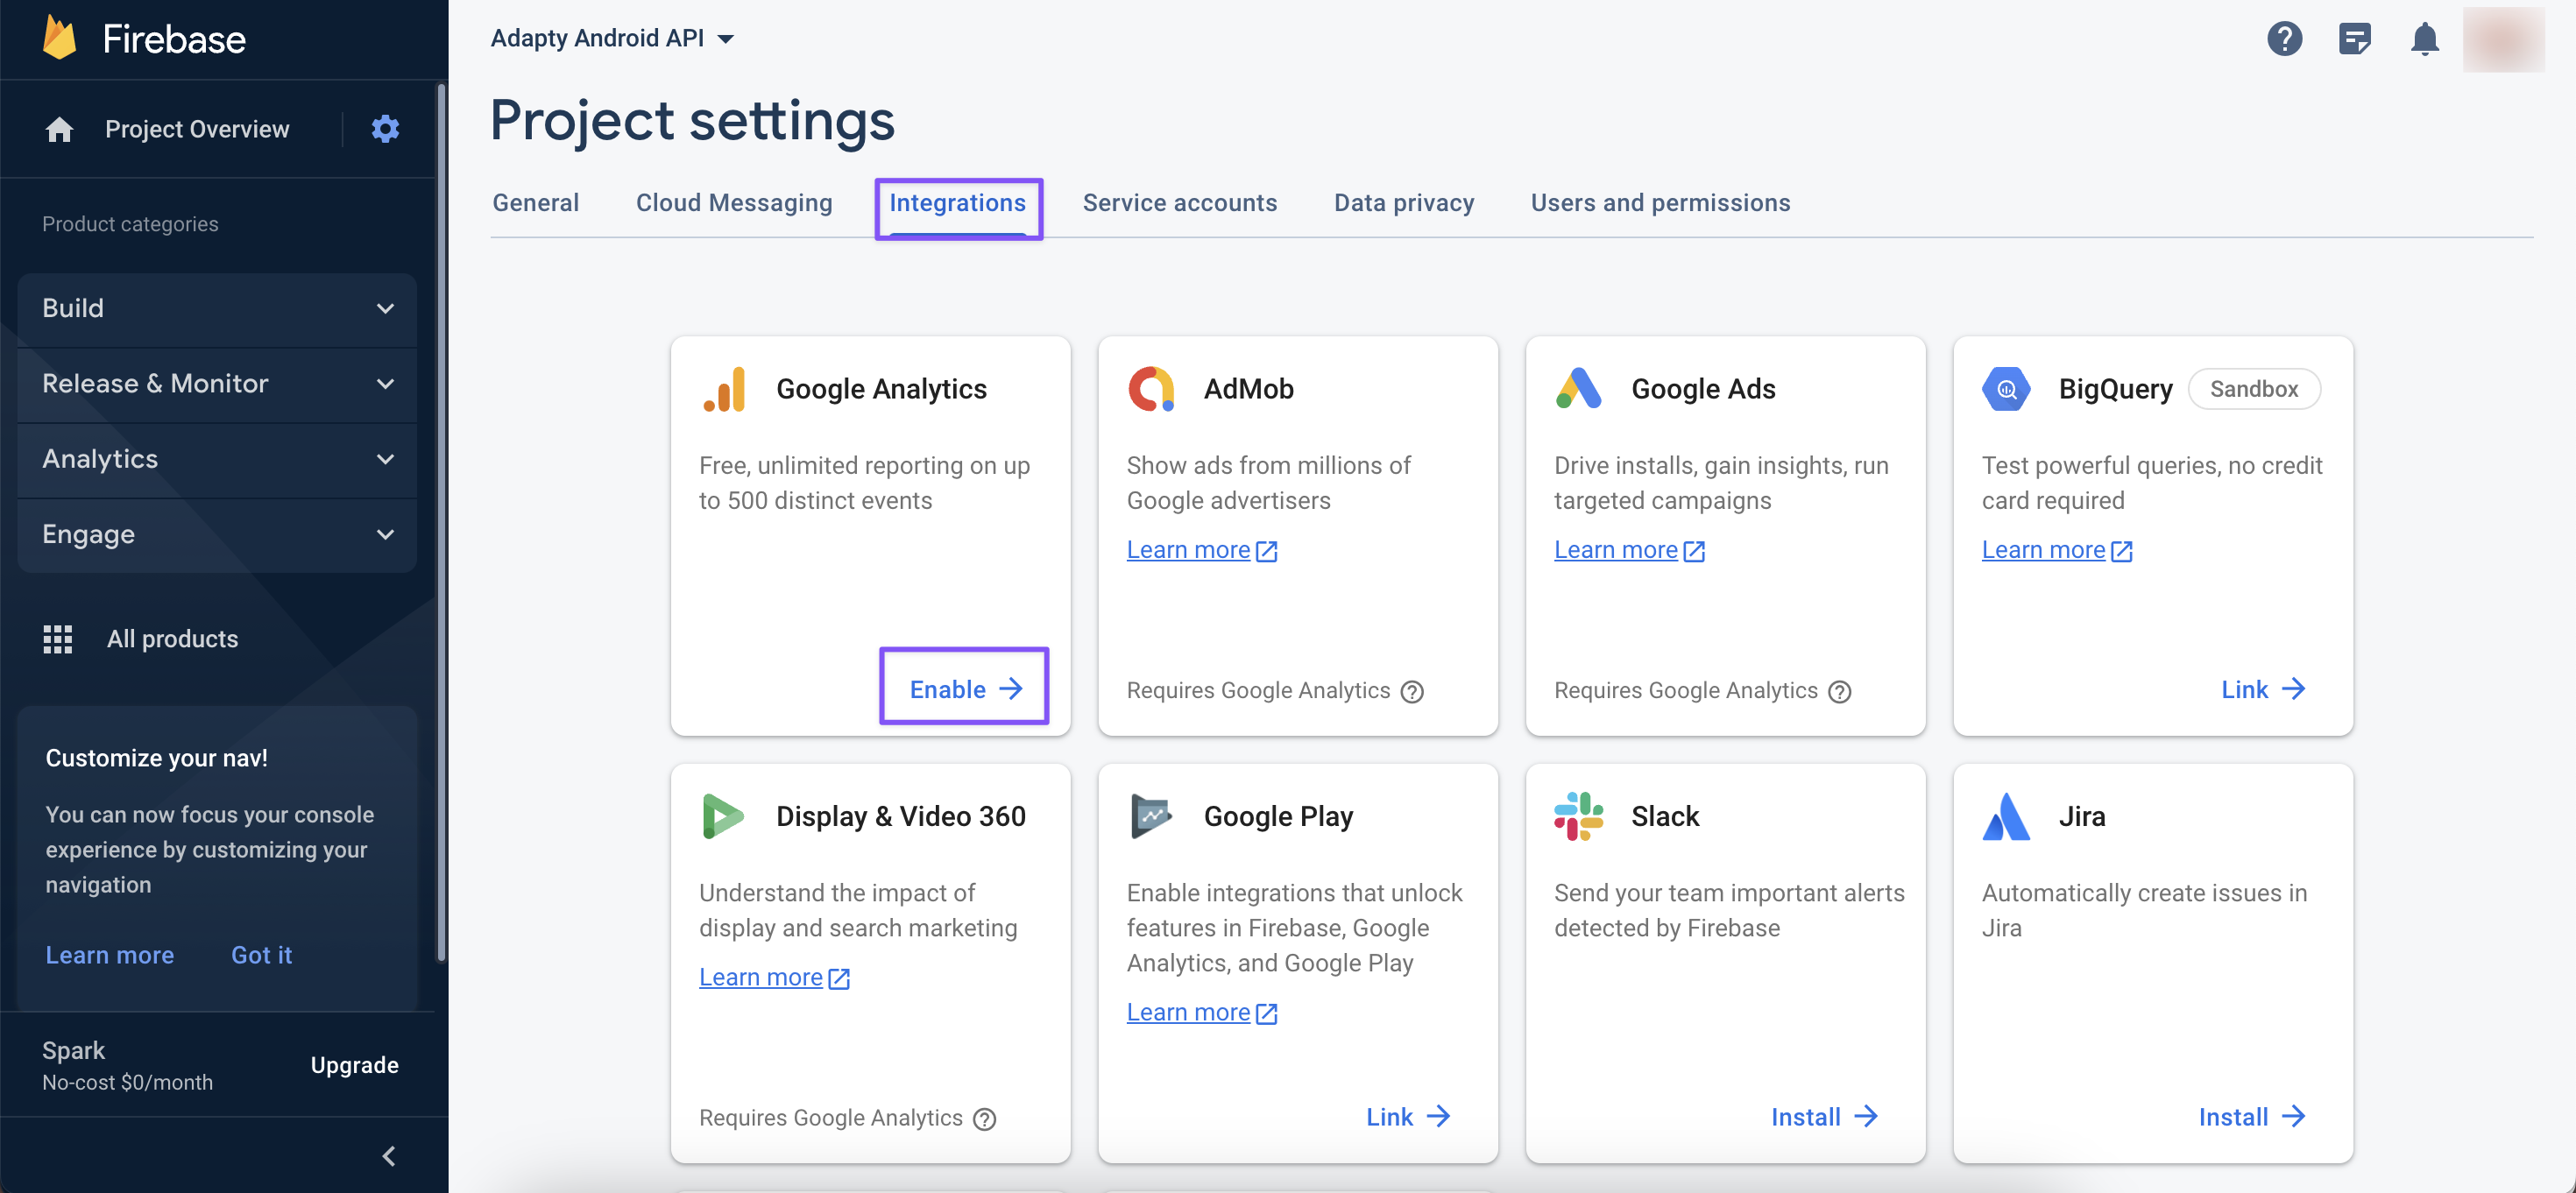 Firebase
Project Overview
Product categories
Build
Release & Monitor
Analytics
Engage
All products
Customize your nav!
You can now focus your console
experience by customizing your
navigation
Learn more
Got it
Spark
No-cost $0/month
Upgrade
Adapty Android API
Project settings
General
Cloud Messaging
Integrations
Service accounts
Data privacy
Users and permissions
Google Analytics
Free, unlimited reporting on up
to 500 distinct events
Enable
AdMob
Show ads from millions of
Google advertisers
Learn more
Requires Google Analytics
Google Ads
Drive installs, gain insights, run
targeted campaigns
Learn more
Requires Google Analytics
BigQuery
Sandbox
Test powerful queries, no credit
card required
Learn more
Link
Display & Video 360
Understand the impact of
display and search marketing
Learn more
Requires Google Analytics
Google Play
Enable integrations that unlock
features in Firebase, Google
Analytics, and Google Play
Learn more
Link
Slack
Send your team important alerts
detected by Firebase
Install
Jira
Automatically create issues in
Jira
Install